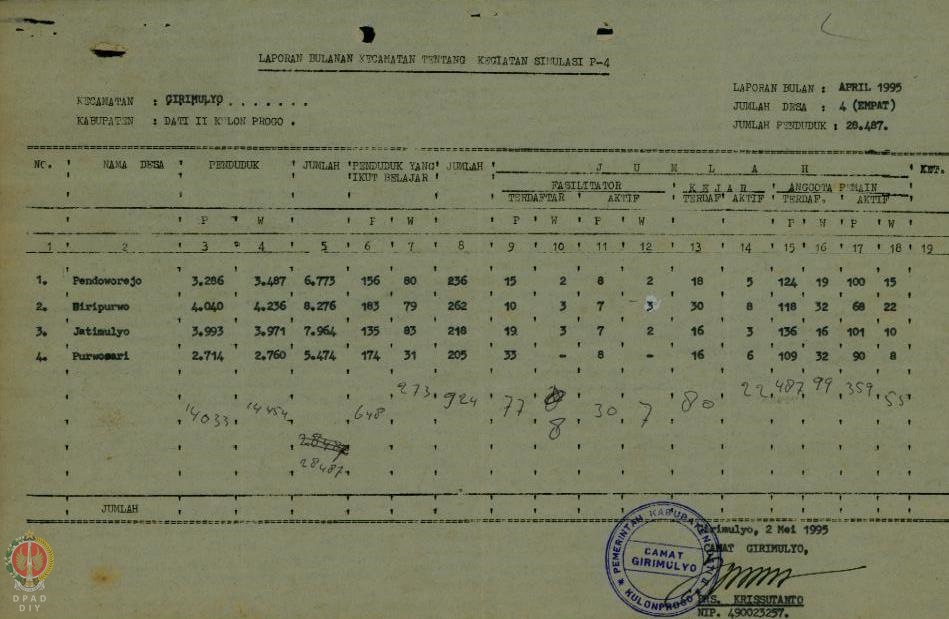 LAPORAN BULANAN KECAMATAN TENTANG KEGIATAN SIMULASI P-4
KECAMATAN : GIRIMULYO . . . . . . .
KABUPATEN : DATI II KULON PROGO .
LAPORAN BULAN : APRIL 1995
JUMLAH DESA : 4 (EMPAT)
JUMLAH PENDUDUK : 28.487.
NO. NAMA DESA PENDUDUK JUMLAH PENDUDUK YANG IKUT BELAJAR JUMLAH J U M L A H KET.
FASILITATOR K E J A R ANGGOTA PEMAIN
TERDAFTAR AKTIF TERDAF AKTIF TERDAF. AKTIF
P W P W P W P W P W P W
1 2 3 4 5 6 7 8 9 10 11 12 13 14 15 16 17 18 19
1. Pendoworejo 3.286 3.487 6.773 156 80 236 15 2 8 2 18 5 124 19 100 15
2. Giripurwo 4.040 4.236 8.276 183 79 262 10 3 7 3 30 8 118 32 68 22
3. Jatimulyo 3.993 3.971 7.964 135 83 218 19 3 7 2 16 3 136 16 101 10
4. Purwosari 2.714 2.760 5.474 174 31 205 33 - 8 - 16 6 109 32 90 8
14033 14454 648 273 924 77 8 30 7 80 22 487 99 359 55
28487
28487
JUMLAH
Girimulyo, 2 Mei 1995
CAMAT GIRIMULYO,
DRS. KRISSUTANTO
NIP. 490023257.
PEMERINTAH KABUPATEN DATI II
CAMAT
GIRIMULYO
* KULONPROGO *
DPAD
DIY